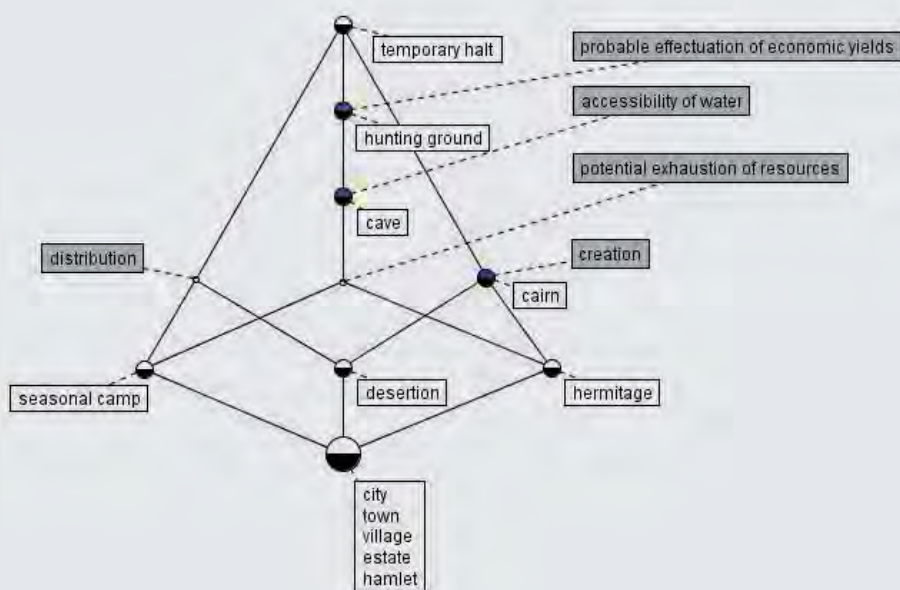 temporary halt
probable effectuation of economic yields
accessibility of water
hunting ground
potential exhaustion of resources
cave
distribution
creation
cairn
seasonal camp
desertion
hermitage
city
town
village
estate
hamlet